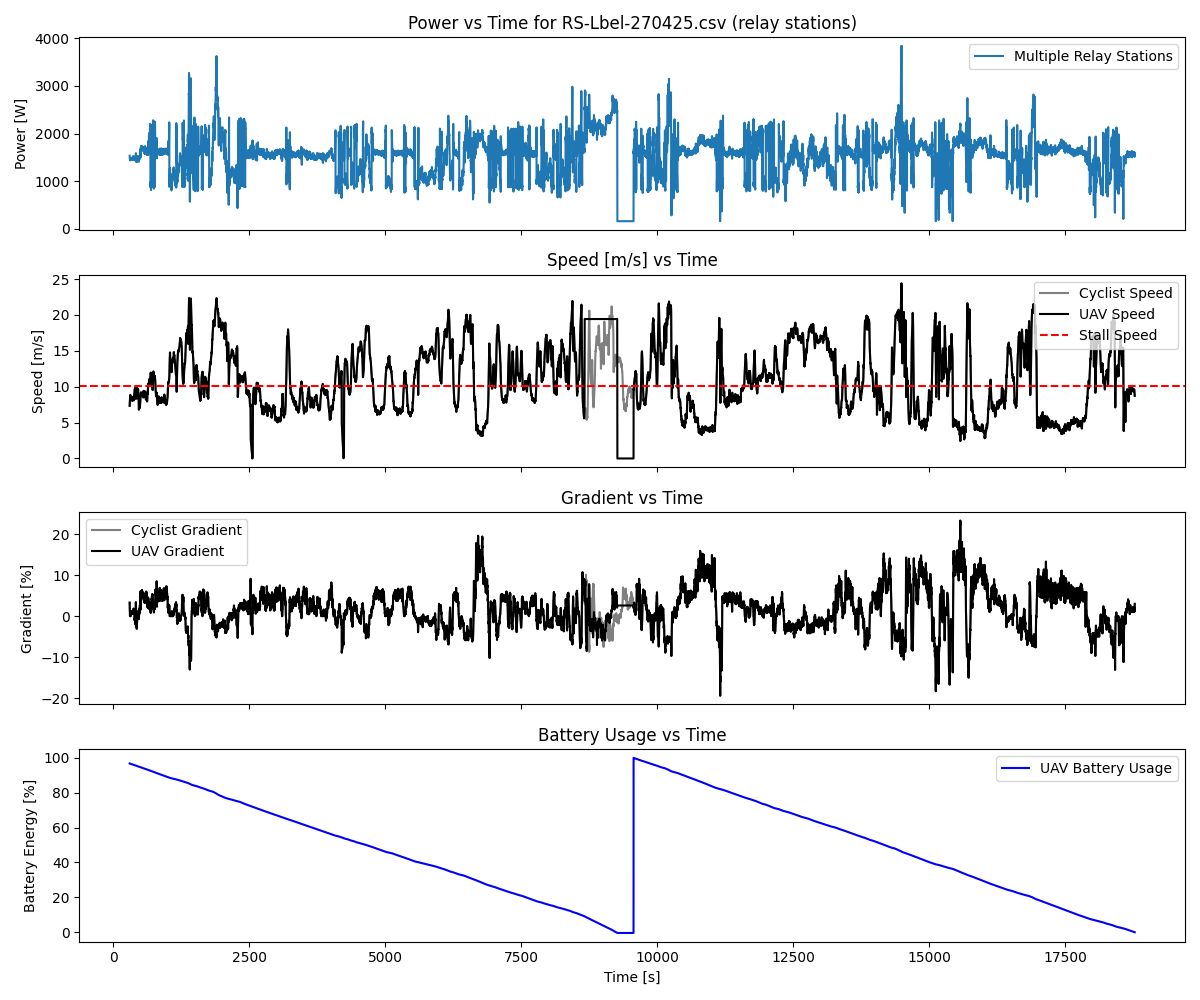 Power vs Time for RS-Lbel-270425.csv (relay stations)
Power [W]
4000
3000
2000
1000
0
Multiple Relay Stations
Speed [m/s] vs Time
Speed [m/s]
25
20
15
10
5
0
Cyclist Speed
UAV Speed
Stall Speed
Gradient vs Time
Gradient [%]
20
10
0
−10
−20
Cyclist Gradient
UAV Gradient
Battery Usage vs Time
Battery Energy [%]
100
80
60
40
20
0
UAV Battery Usage
0 2500 5000 7500 10000 12500 15000 17500
Time [s]